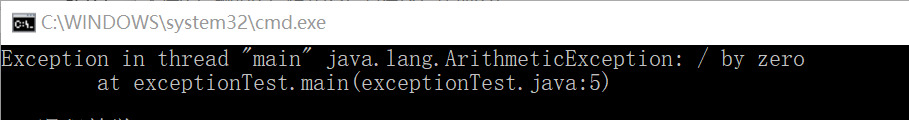 C:\WINDOWS\system32\cmd.exe
Exception in thread "main" java.lang.ArithmeticException: / by zero
at exceptionTest.main(exceptionTest.java:5)